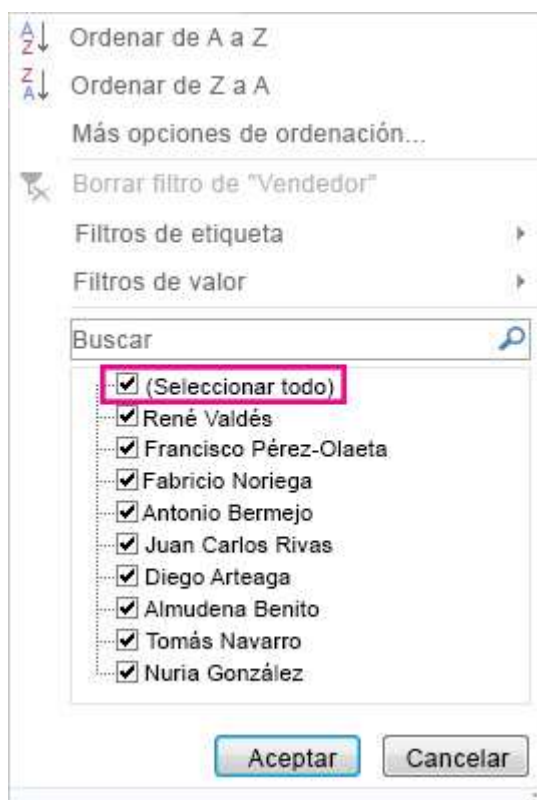 Ordenar de A a Z
Ordenar de Z a A
Más opciones de ordenación...
Borrar filtro de "Vendedor"
Filtros de etiqueta
Filtros de valor
Buscar
(Seleccionar todo)
René Valdés
Francisco Pérez-Olaeta
Fabricio Noriega
Antonio Bermejo
Juan Carlos Rivas
Diego Arteaga
Almudena Benito
Tomás Navarro
Nuria González
Aceptar Cancelar